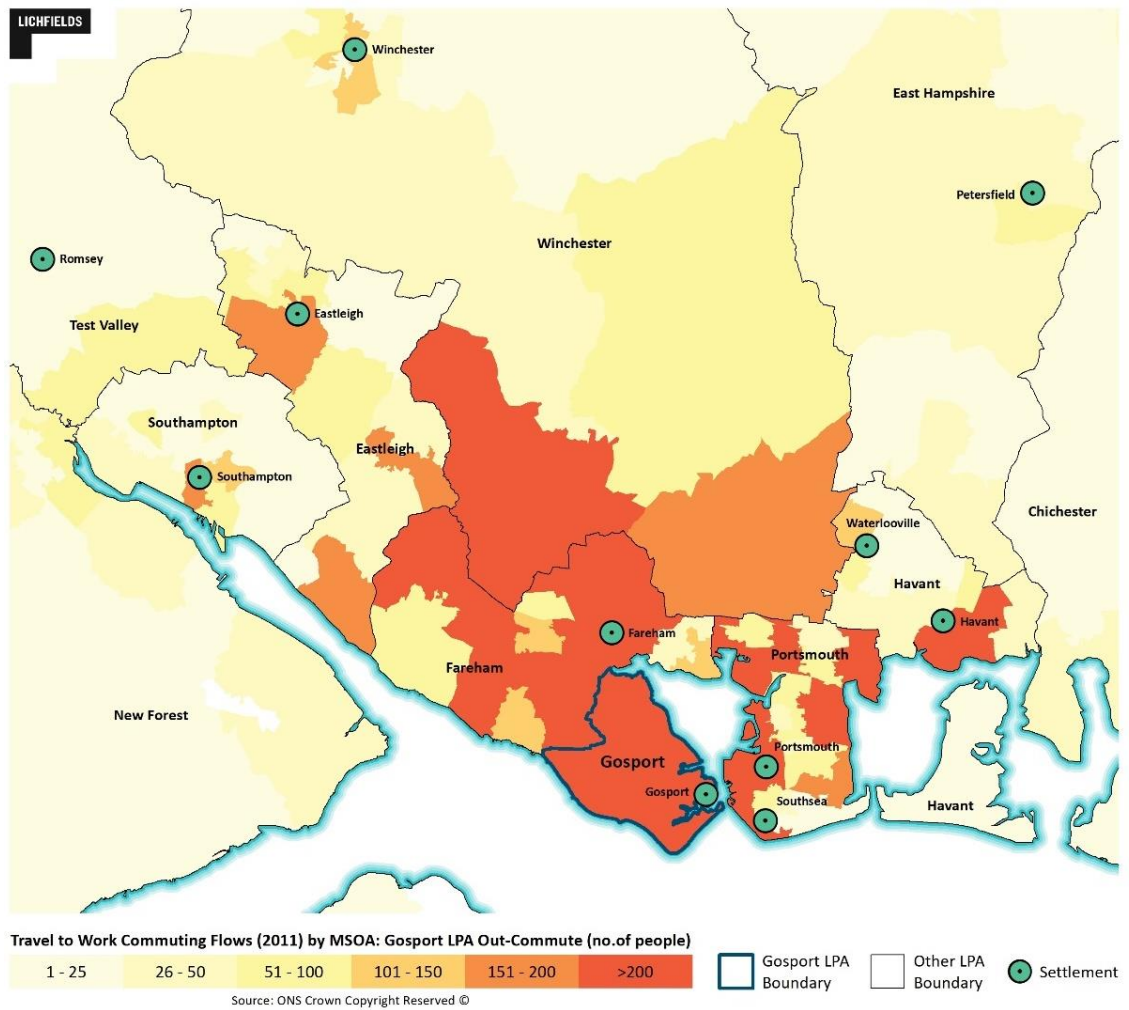 LICHFIELDS
Winchester
East Hampshire
Petersfield
Winchester
Romsey
Eastleigh
Test Valley
Southampton
Eastleigh
Southampton
Chichester
Waterlooville
Havant
Havant
Fareham
Portsmouth
Fareham
New Forest
Portsmouth
Gosport
Gosport
Southsea
Havant
Travel to Work Commuting Flows (2011) by MSOA: Gosport LPA Out-Commute (no.of people)
1 - 25
26 - 50
51 - 100
101 - 150
151 - 200
>200
Gosport LPA
Boundary
Other LPA
Boundary
Settlement
Source: ONS Crown Copyright Reserved ©